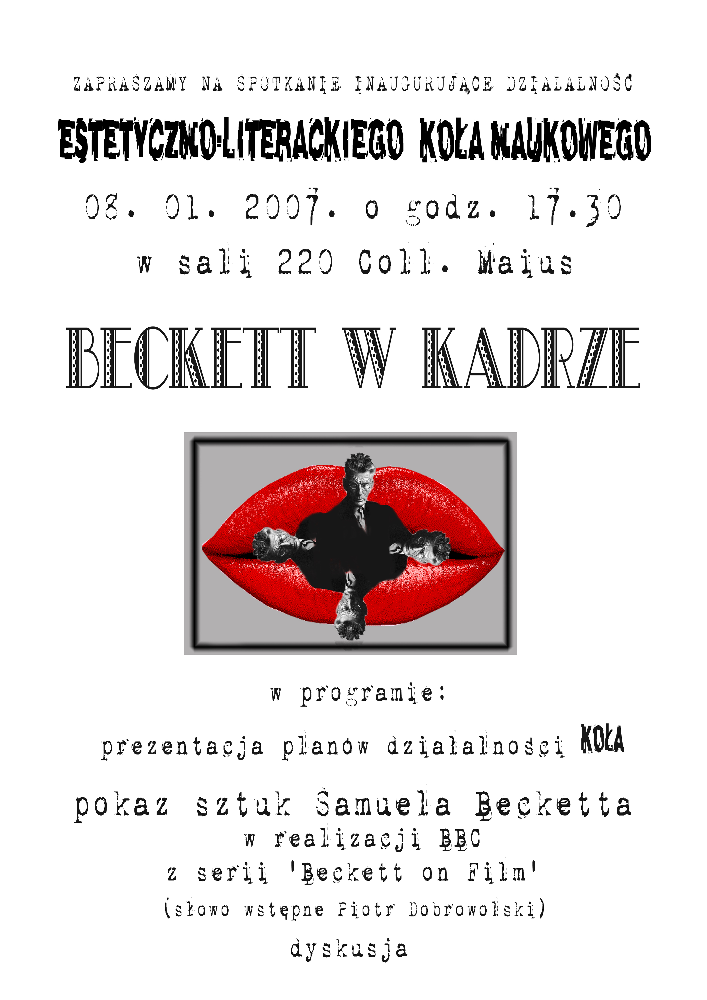 ZAPRASZAMY NA SPOTKANIE INAUGURUJĄCE DZIALALNOŚĆ
ESTETYCZNO-LITERACKIEGO KOŁA NAUKOWEGO
08. 01. 2007. o godz. 17.30
w sali 220 Coll. Maius
BECKETT W KADRZE
w programie:
prezentacja planów działalności KOŁA
pokaz sztuk Samuela Becketta
w realizacji BBC
z serii 'Beckett on Film'
(słowo wstępne Piotr Dobrowolski)
dyskusja